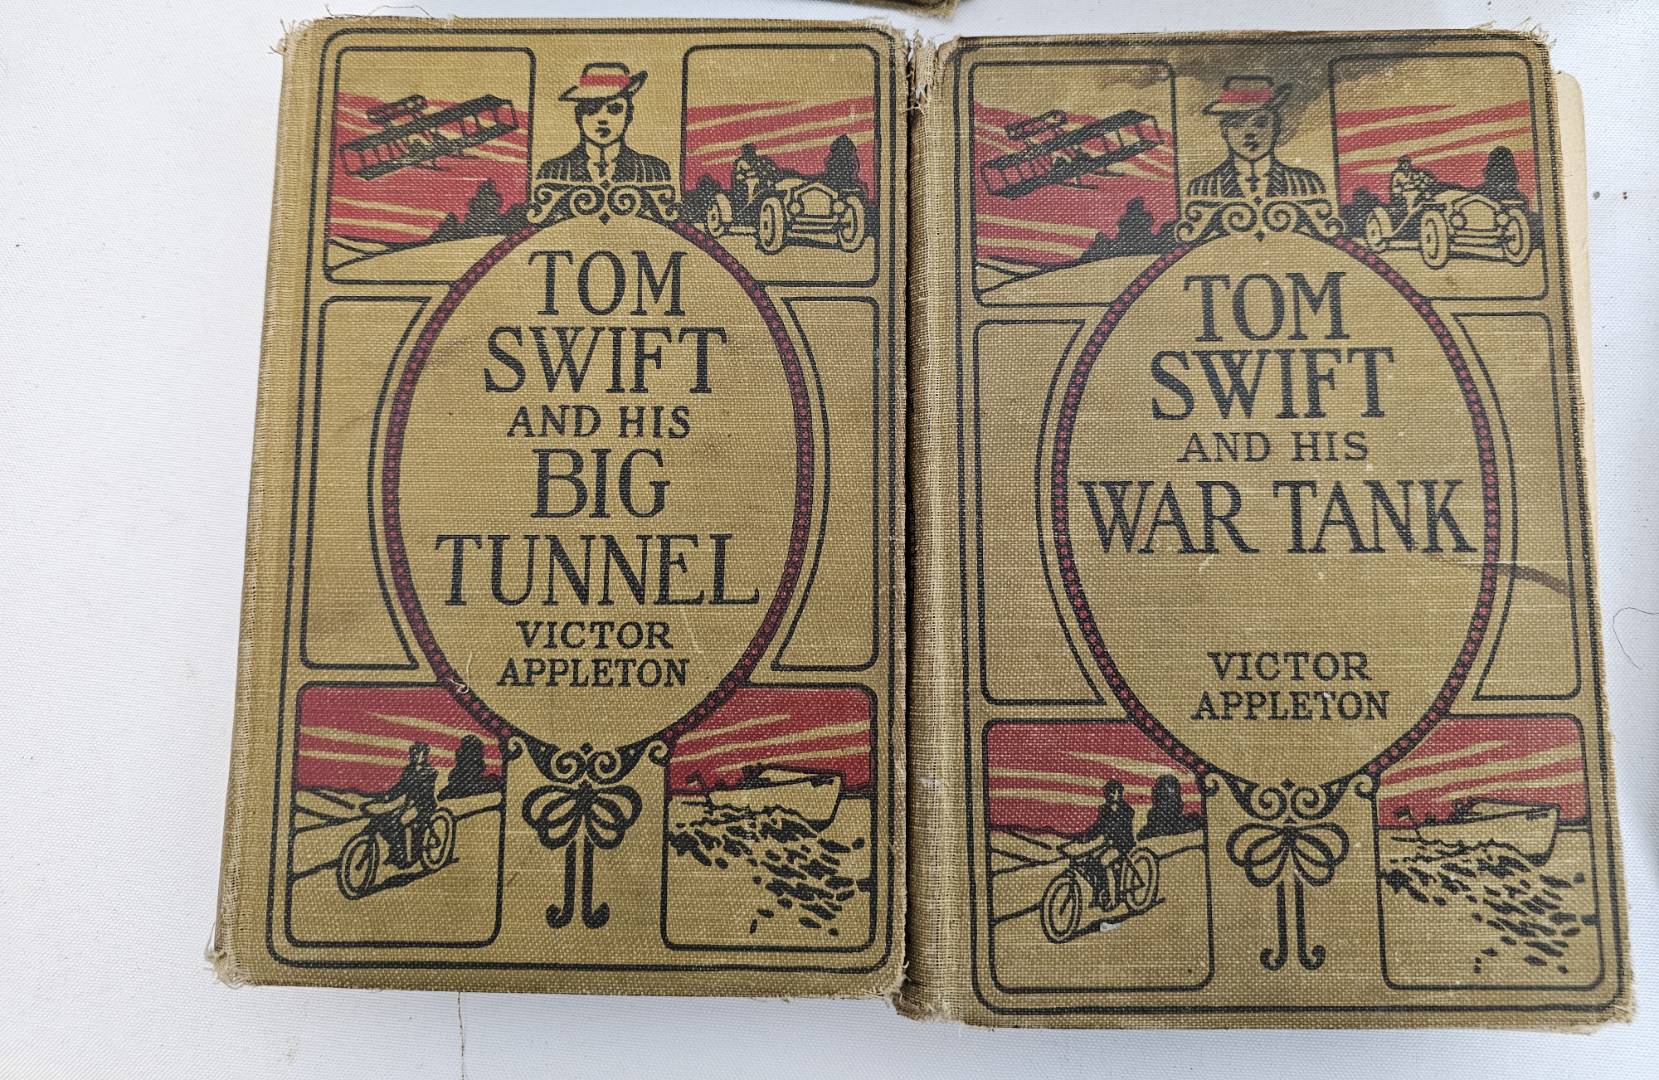 TOM
SWIFT
AND HIS
BIG
TUNNEL
VICTOR
APPLETON
TOM
SWIFT
AND HIS
WAR TANK
VICTOR
APPLETON